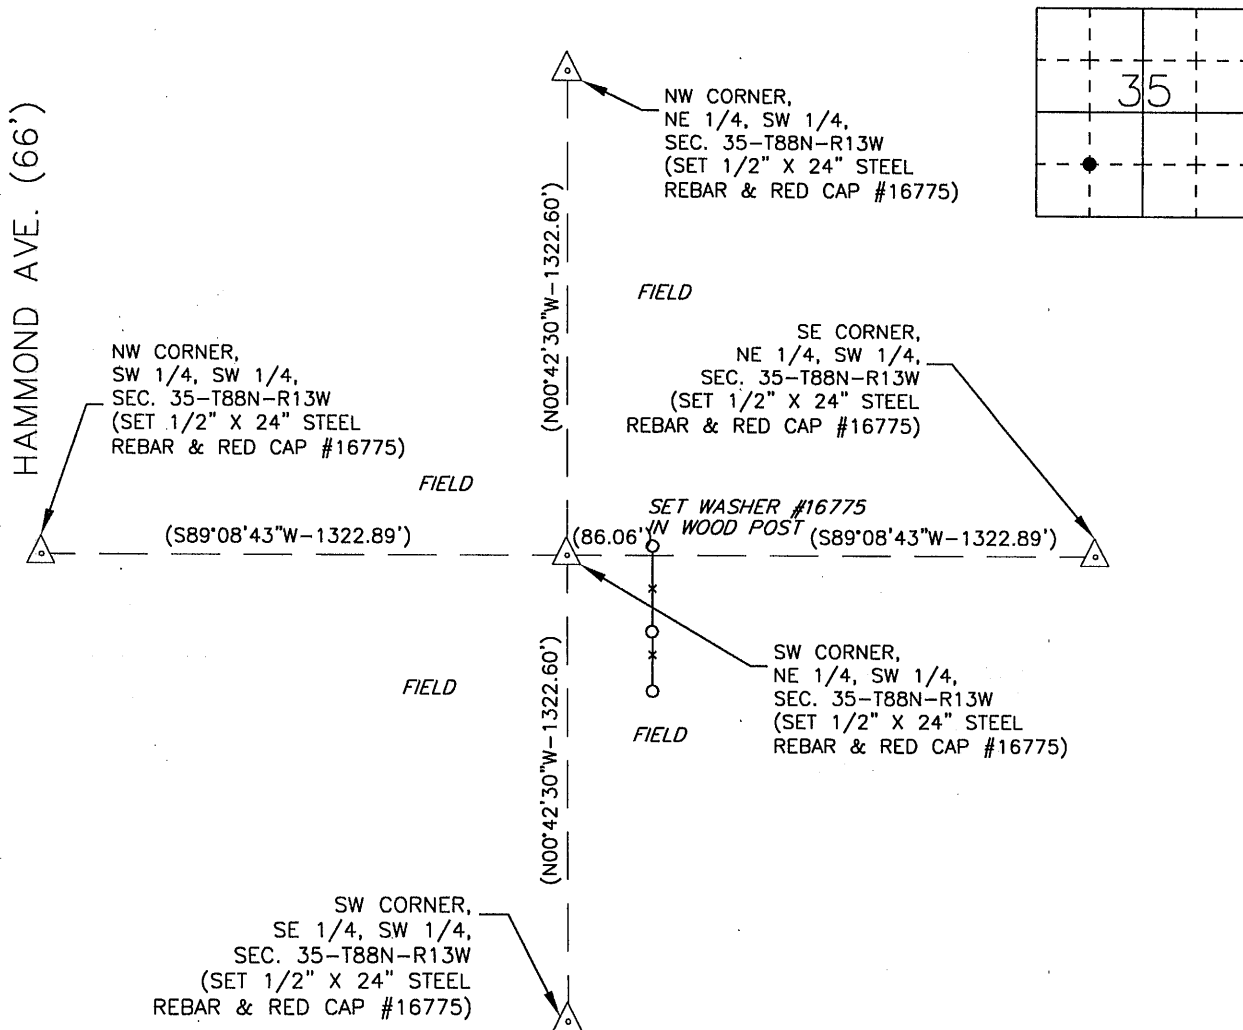 35
HAMMOND AVE. (66')
NW CORNER,
NE 1/4, SW 1/4,
SEC. 35-T88N-R13W
(SET 1/2" X 24" STEEL
REBAR & RED CAP #16775)
(N00°42'30"W-1322.60')
FIELD
NW CORNER,
SW 1/4, SW 1/4,
SEC. 35-T88N-R13W
(SET 1/2" X 24" STEEL
REBAR & RED CAP #16775)
SE CORNER,
NE 1/4, SW 1/4,
SEC. 35-T88N-R13W
(SET 1/2" X 24" STEEL
REBAR & RED CAP #16775)
FIELD
SET WASHER #16775
IN WOOD POST
(S89°08'43"W-1322.89')
(86.06')
(S89°08'43"W-1322.89')
(N00°42'30"W-1322.60')
FIELD
FIELD
SW CORNER,
NE 1/4, SW 1/4,
SEC. 35-T88N-R13W
(SET 1/2" X 24" STEEL
REBAR & RED CAP #16775)
SW CORNER,
SE 1/4, SW 1/4,
SEC. 35-T88N-R13W
(SET 1/2" X 24" STEEL
REBAR & RED CAP #16775)